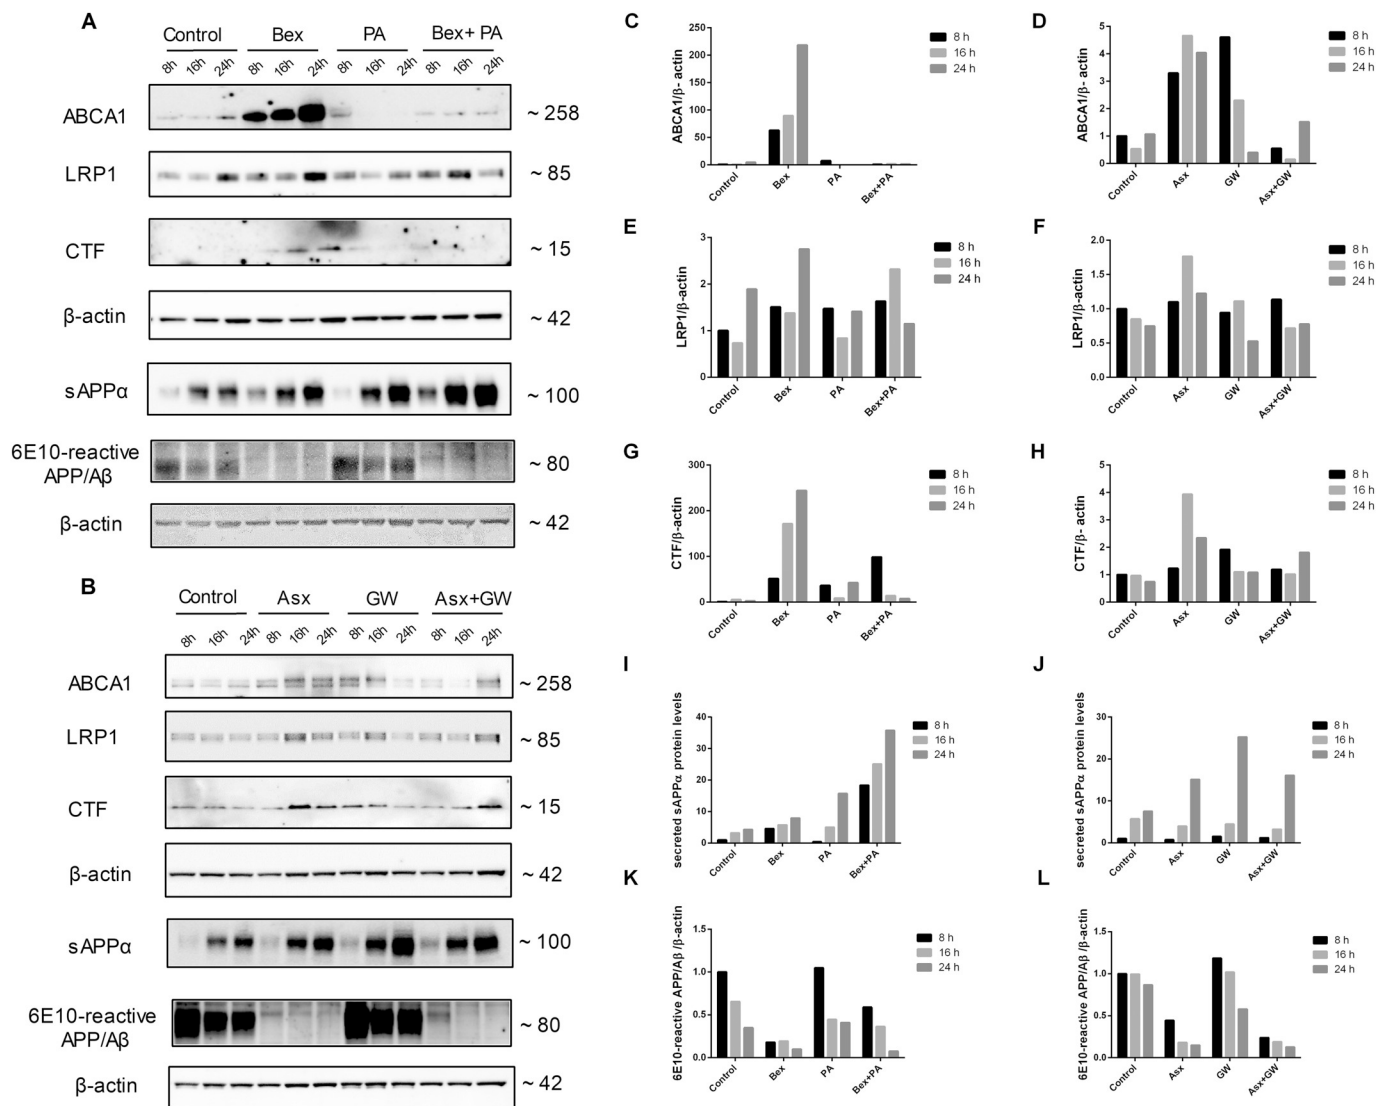 A
Control Bex PA Bex+ PA
8h 16h 24h 8h 16h 24h 8h 16h 24h 8h 16h 24h
ABCA1 ~ 258
LRP1 ~ 85
CTF ~ 15
β-actin ~ 42
sAPPα ~ 100
6E10-reactive
APP/Aβ ~ 80
β-actin ~ 42
B
Control Asx GW Asx+GW
8h 16h 24h 8h 16h 24h 8h 16h 24h 8h 16h 24h
ABCA1 ~ 258
LRP1 ~ 85
CTF ~ 15
β-actin ~ 42
sAPPα ~ 100
6E10-reactive
APP/Aβ ~ 80
β-actin ~ 42
C
ABCA1/β- actin
250
200
150
100
50
0
Control Bex PA Bex+PA
8 h
16 h
24 h
D
ABCA1/β- actin
5
4
3
2
1
0
Control Asx GW Asx+GW
8 h
16 h
24 h
E
LRP1/β-actin
3
2
1
0
Control Bex PA Bex+PA
8 h
16 h
24 h
F
LRP1/β-actin
2.0
1.5
1.0
0.5
0.0
Control Asx GW Asx+GW
8 h
16 h
24 h
G
CTF/β-actin
300
200
100
0
Control Bex PA Bex+PA
8 h
16 h
24 h
H
CTF/β- actin
5
4
3
2
1
0
Control Asx GW Asx+GW
8 h
16 h
24 h
I
secreted sAPPα protein levels
40
30
20
10
0
Control Bex PA Bex+PA
8 h
16 h
24 h
J
secreted sAPPα protein levels
30
20
10
0
Control Asx GW Asx+GW
8 h
16 h
24 h
K
6E10-reactive APP/Aβ /β-actin
1.5
1.0
0.5
0.0
Control Bex PA Bex+PA
8 h
16 h
24 h
L
6E10-reactive APP/Aβ /β-actin
1.5
1.0
0.5
0.0
Control Asx GW Asx+GW
8 h
16 h
24 h